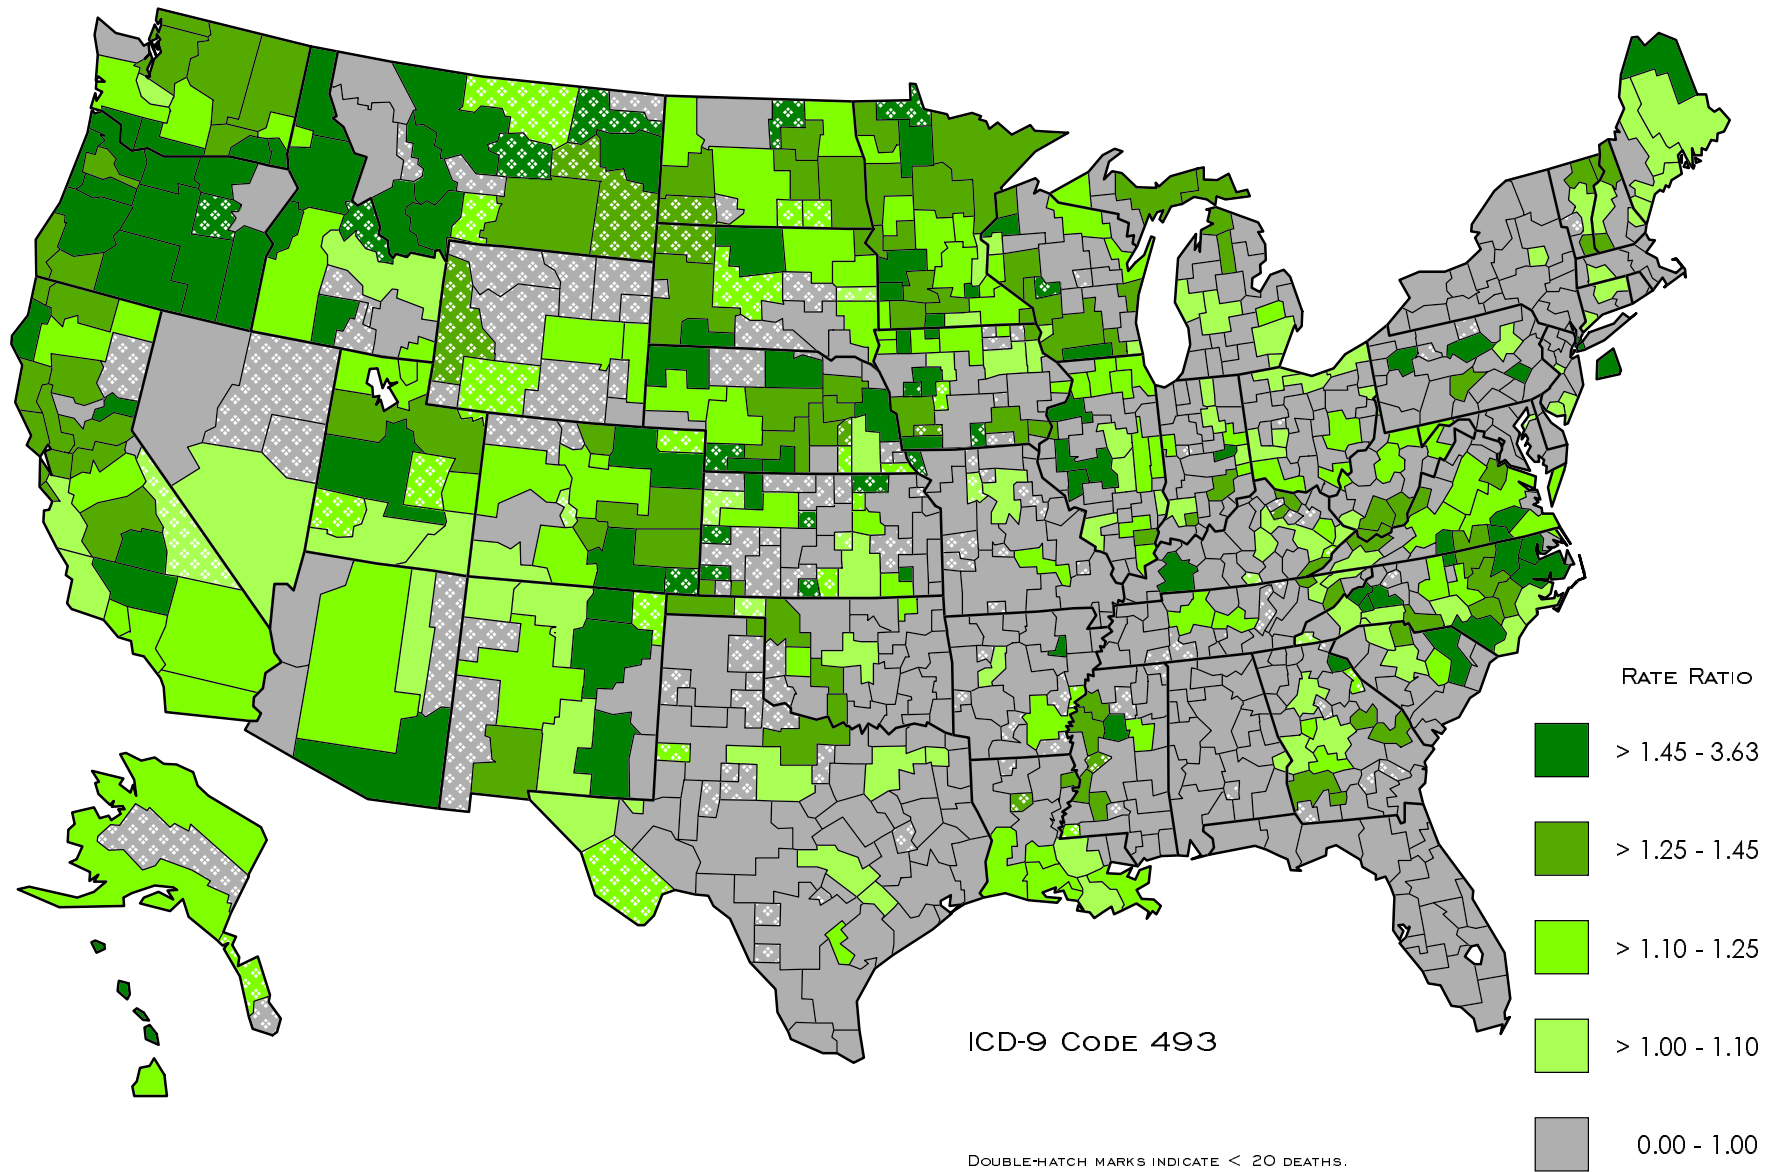 Rate Ratio
> 1.45 - 3.63
> 1.25 - 1.45
> 1.10 - 1.25
> 1.00 - 1.10
0.00 - 1.00
ICD-9 Code 493
Double-hatch marks indicate < 20 deaths.